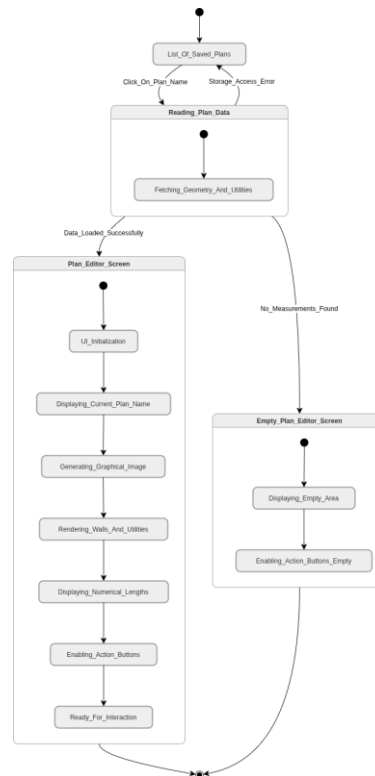 List_Of_Saved_Plans
Click_On_Plan_Name
Storage_Access_Error
Reading_Plan_Data
Fetching_Geometry_And_Utilities
Data_Loaded_Successfully
Plan_Editor_Screen
UI_Initialization
No_Measurements_Found
Displaying_Current_Plan_Name
Empty_Plan_Editor_Screen
Generating_Graphical_Image
Displaying_Empty_Area
Rendering_Walls_And_Utilities
Enabling_Action_Buttons_Empty
Displaying_Numerical_Lengths
Enabling_Action_Buttons
Ready_For_Interaction